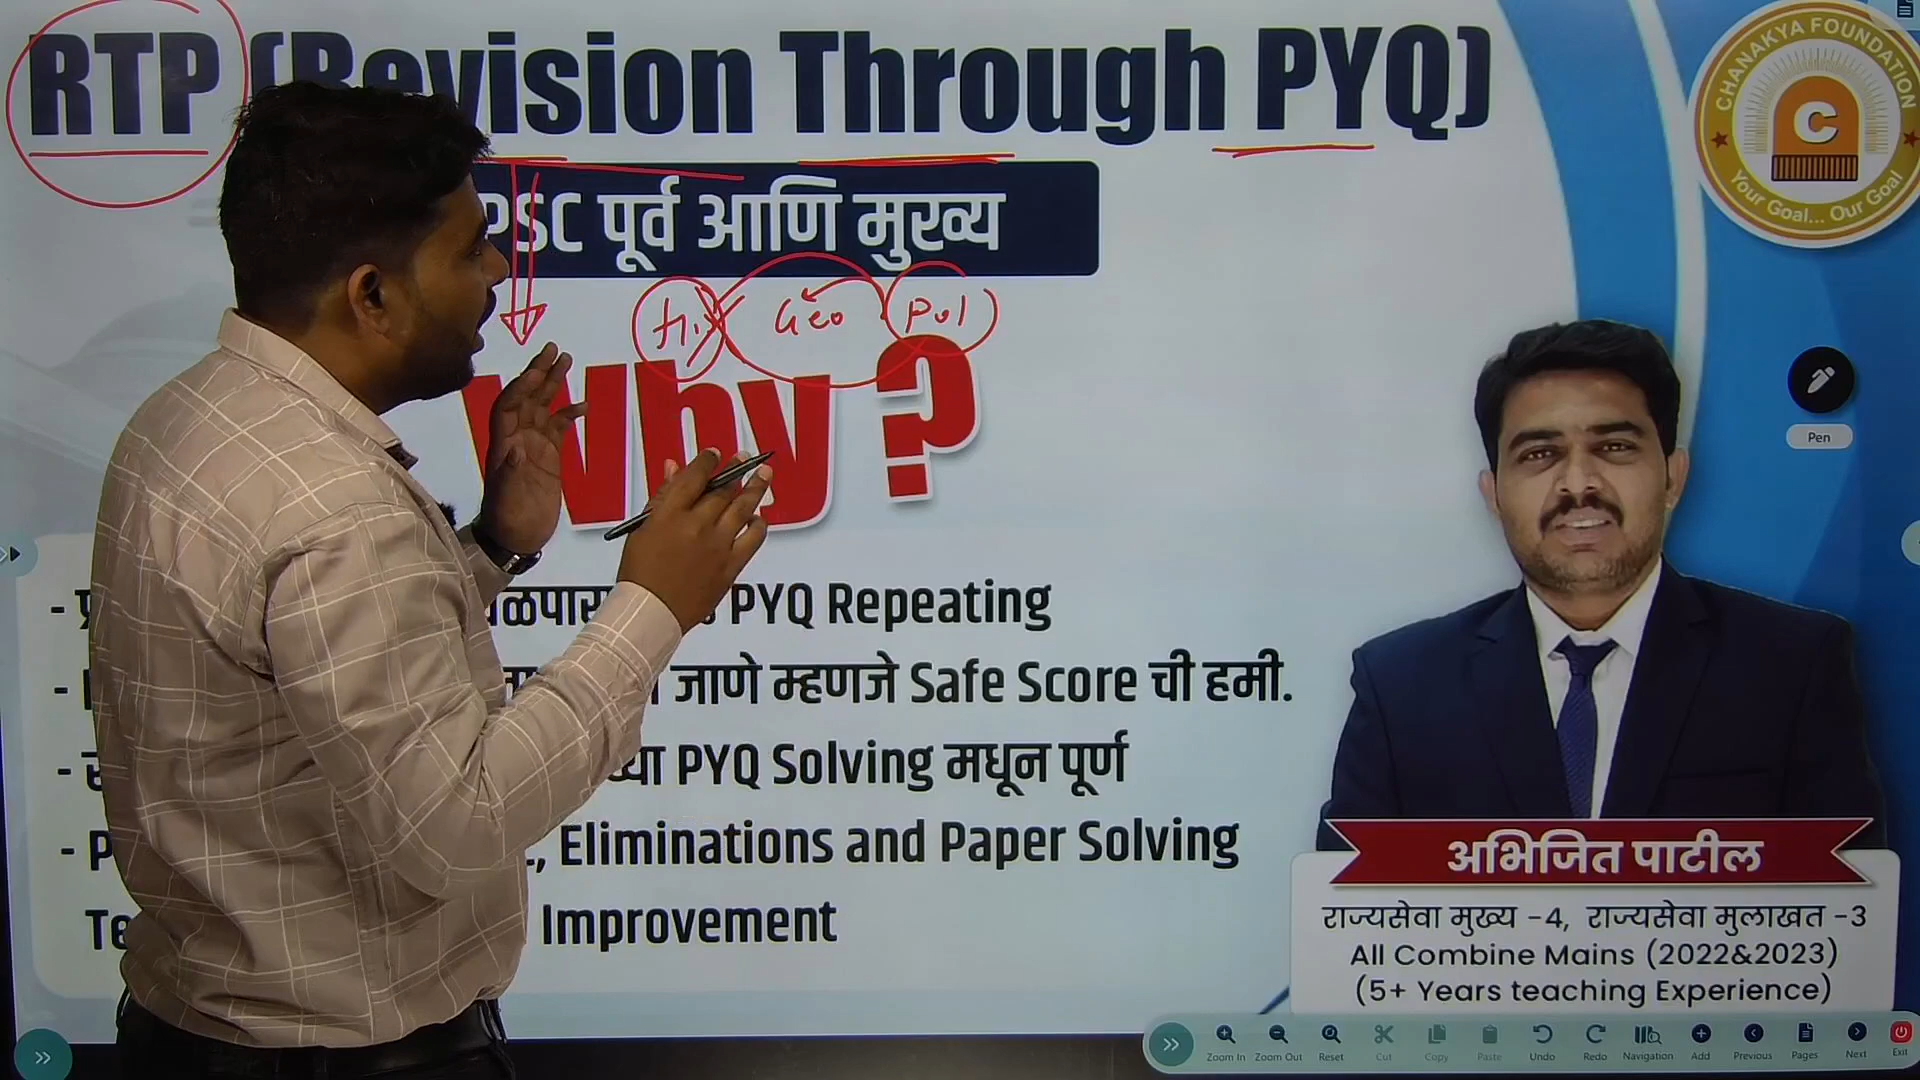 RTP (Revision Through PYQ)
PSC पूर्व आणि मुख्य
Geo
Pol
Why ?
PYQ Repeating
जाणे म्हणजे Safe Score ची हमी.
PYQ Solving मधून पूर्ण
Eliminations and Paper Solving
Improvement
CHANAKYA FOUNDATION
C
Your Goal... Our Goal
Pen
अभिजित पाटील
राज्यसेवा मुख्य -4, राज्यसेवा मुलाखत -3
All Combine Mains (2022&2023)
(5+ Years teaching Experience)
Zoom In Zoom Out Reset Cut Copy Paste Undo Redo Navigation Add Previous Pages Next Exit